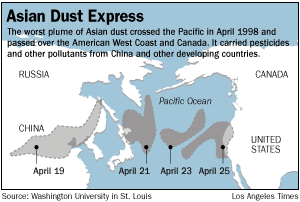 Asian Dust Express
The worst plume of Asian dust crossed the Pacific in April 1998 and
passed over the American West Coast and Canada. It carried pesticides
and other pollutants from China and other developing countries.
RUSSIA
CANADA
Pacific Ocean
CHINA
UNITED
STATES
April 19
April 21
April 23
April 25
Source: Washington University in St. Louis
Los Angeles Times